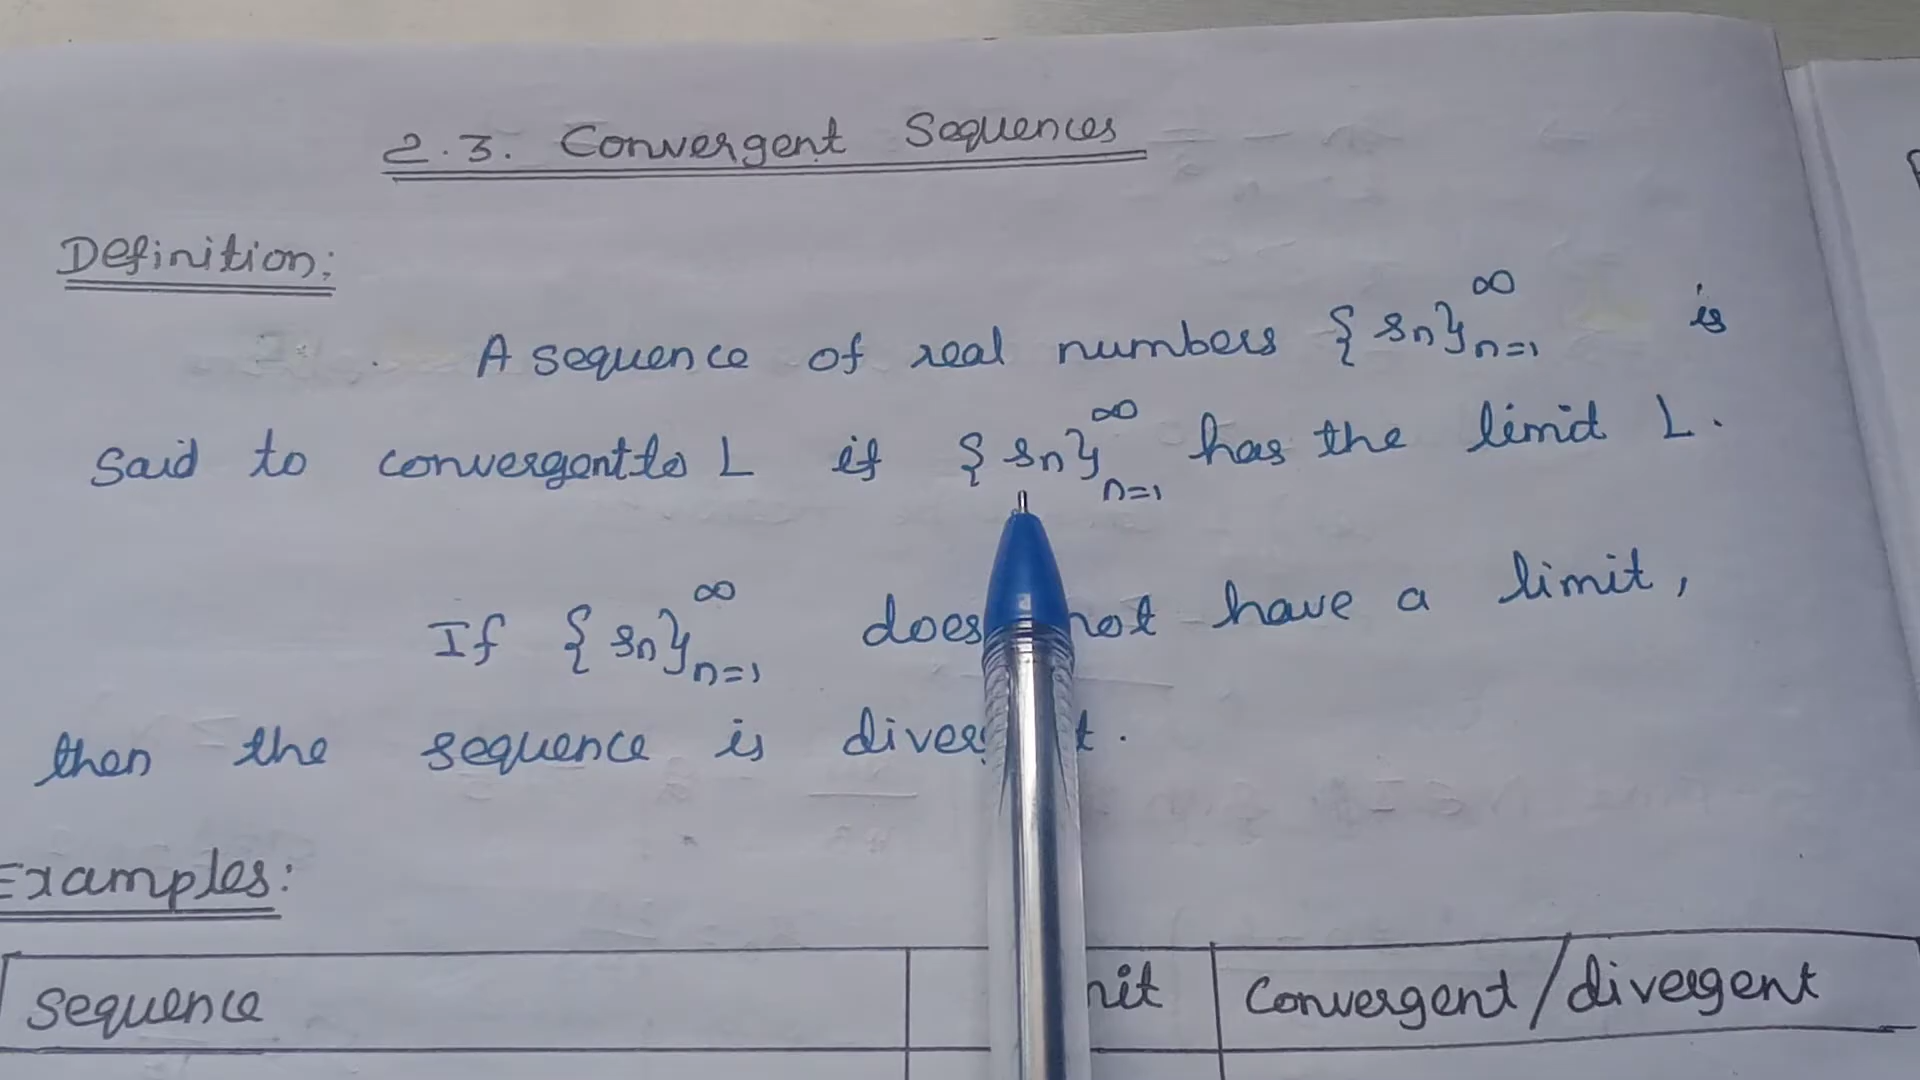 2.3. Convergent Sequences
Definition:
A sequence of real numbers {sn}∞n=1 is
said to convergent to L if {sn}∞n=1 has the limit L.
If {sn}∞n=1 does not have a limit,
then the sequence is
Examples:
Sequence Convergent/divergent